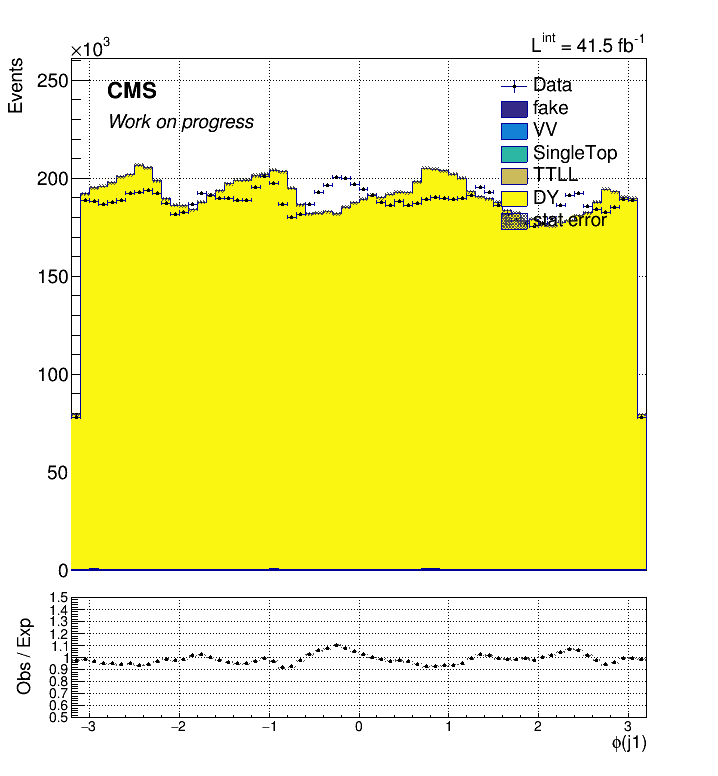 ×10³
L^int = 41.5 fb⁻¹
Events
CMS
Work on progress
Data
fake
VV
SingleTop
TTLL
DY
stat error
250
200
150
100
50
0
Obs / Exp
1.5
1.4
1.3
1.2
1.1
1
0.9
0.8
0.7
0.6
0.5
−3 −2 −1 0 1 2 3
ϕ(j1)